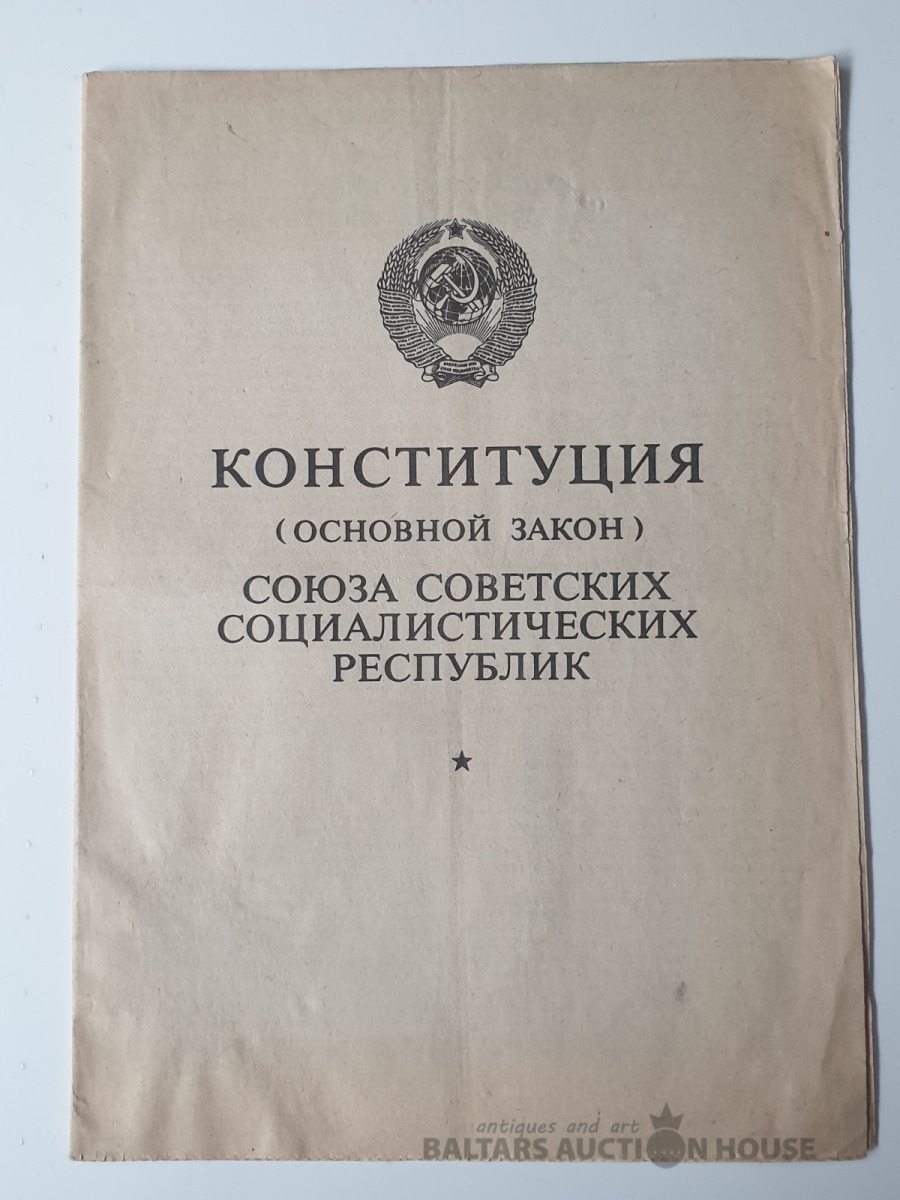 КОНСТИТУЦИЯ
(ОСНОВНОЙ ЗАКОН)
СОЮЗА СОВЕТСКИХ
СОЦИАЛИСТИЧЕСКИХ
РЕСПУБЛИК
antiques and art
BALTARS AUCTION HOUSE